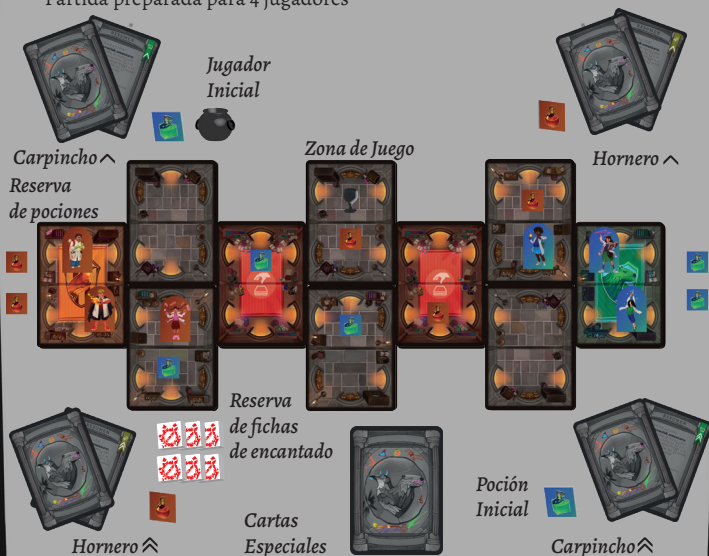 Partida preparada para 4 jugadores
Jugador
Inicial
Carpincho
Zona de Juego
Hornero
Reserva
de pociones
Reserva
de fichas
de encantado
Poción
Inicial
Cartas
Especiales
Hornero
Carpincho